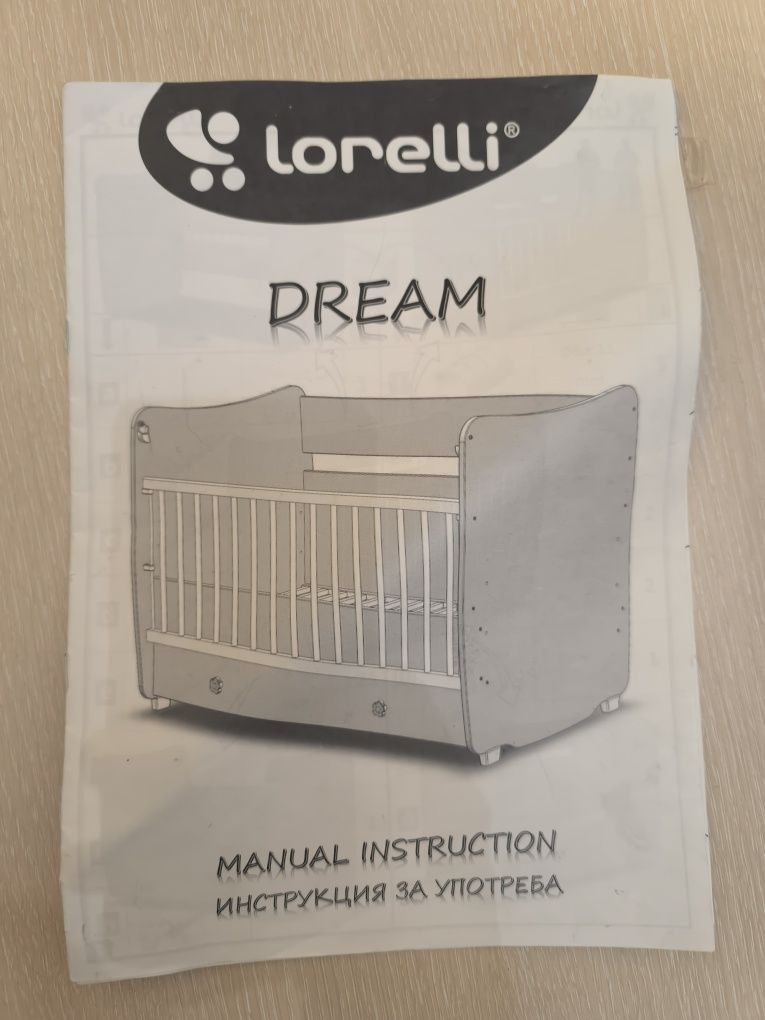 lorelli®
DREAM
MANUAL INSTRUCTION
ИНСТРУКЦИЯ ЗА УПОТРЕБА